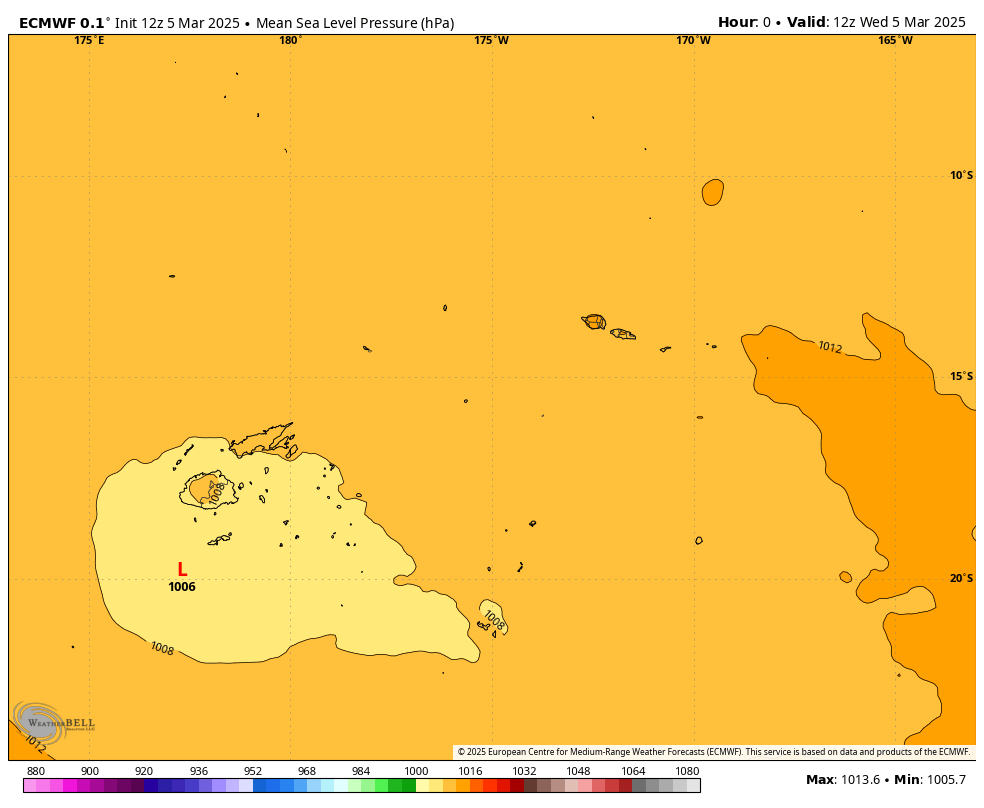 ECMWF 0.1° Init 12z 5 Mar 2025 • Mean Sea Level Pressure (hPa)
Hour: 0 • Valid: 12z Wed 5 Mar 2025
175°E 180° 175°W 170°W 165°W
10°S
1012
15°S
1008
L
1006
20°S
1008
1008
WEATHERBELL
1012
© 2025 European Centre for Medium-Range Weather Forecasts (ECMWF). This service is based on data and products of the ECMWF.
880 900 920 936 952 968 984 1000 1016 1032 1048 1064 1080
Max: 1013.6 • Min: 1005.7